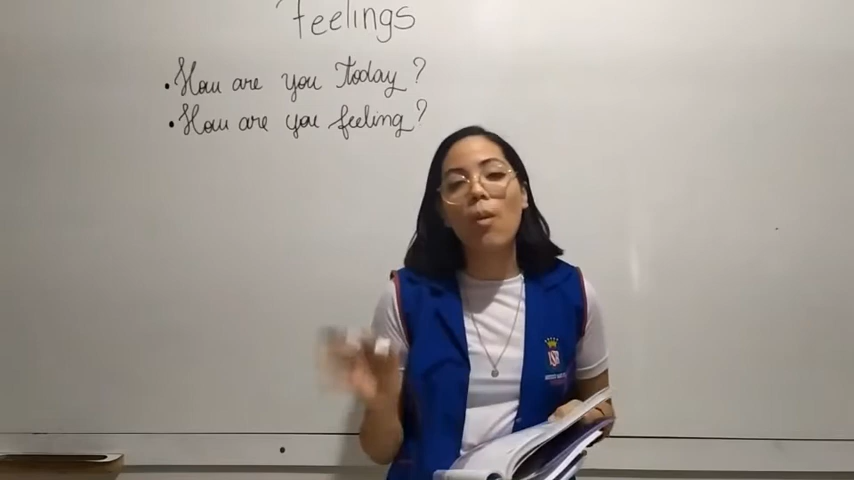 Feelings
• How are you Today?
• How are you feeling?